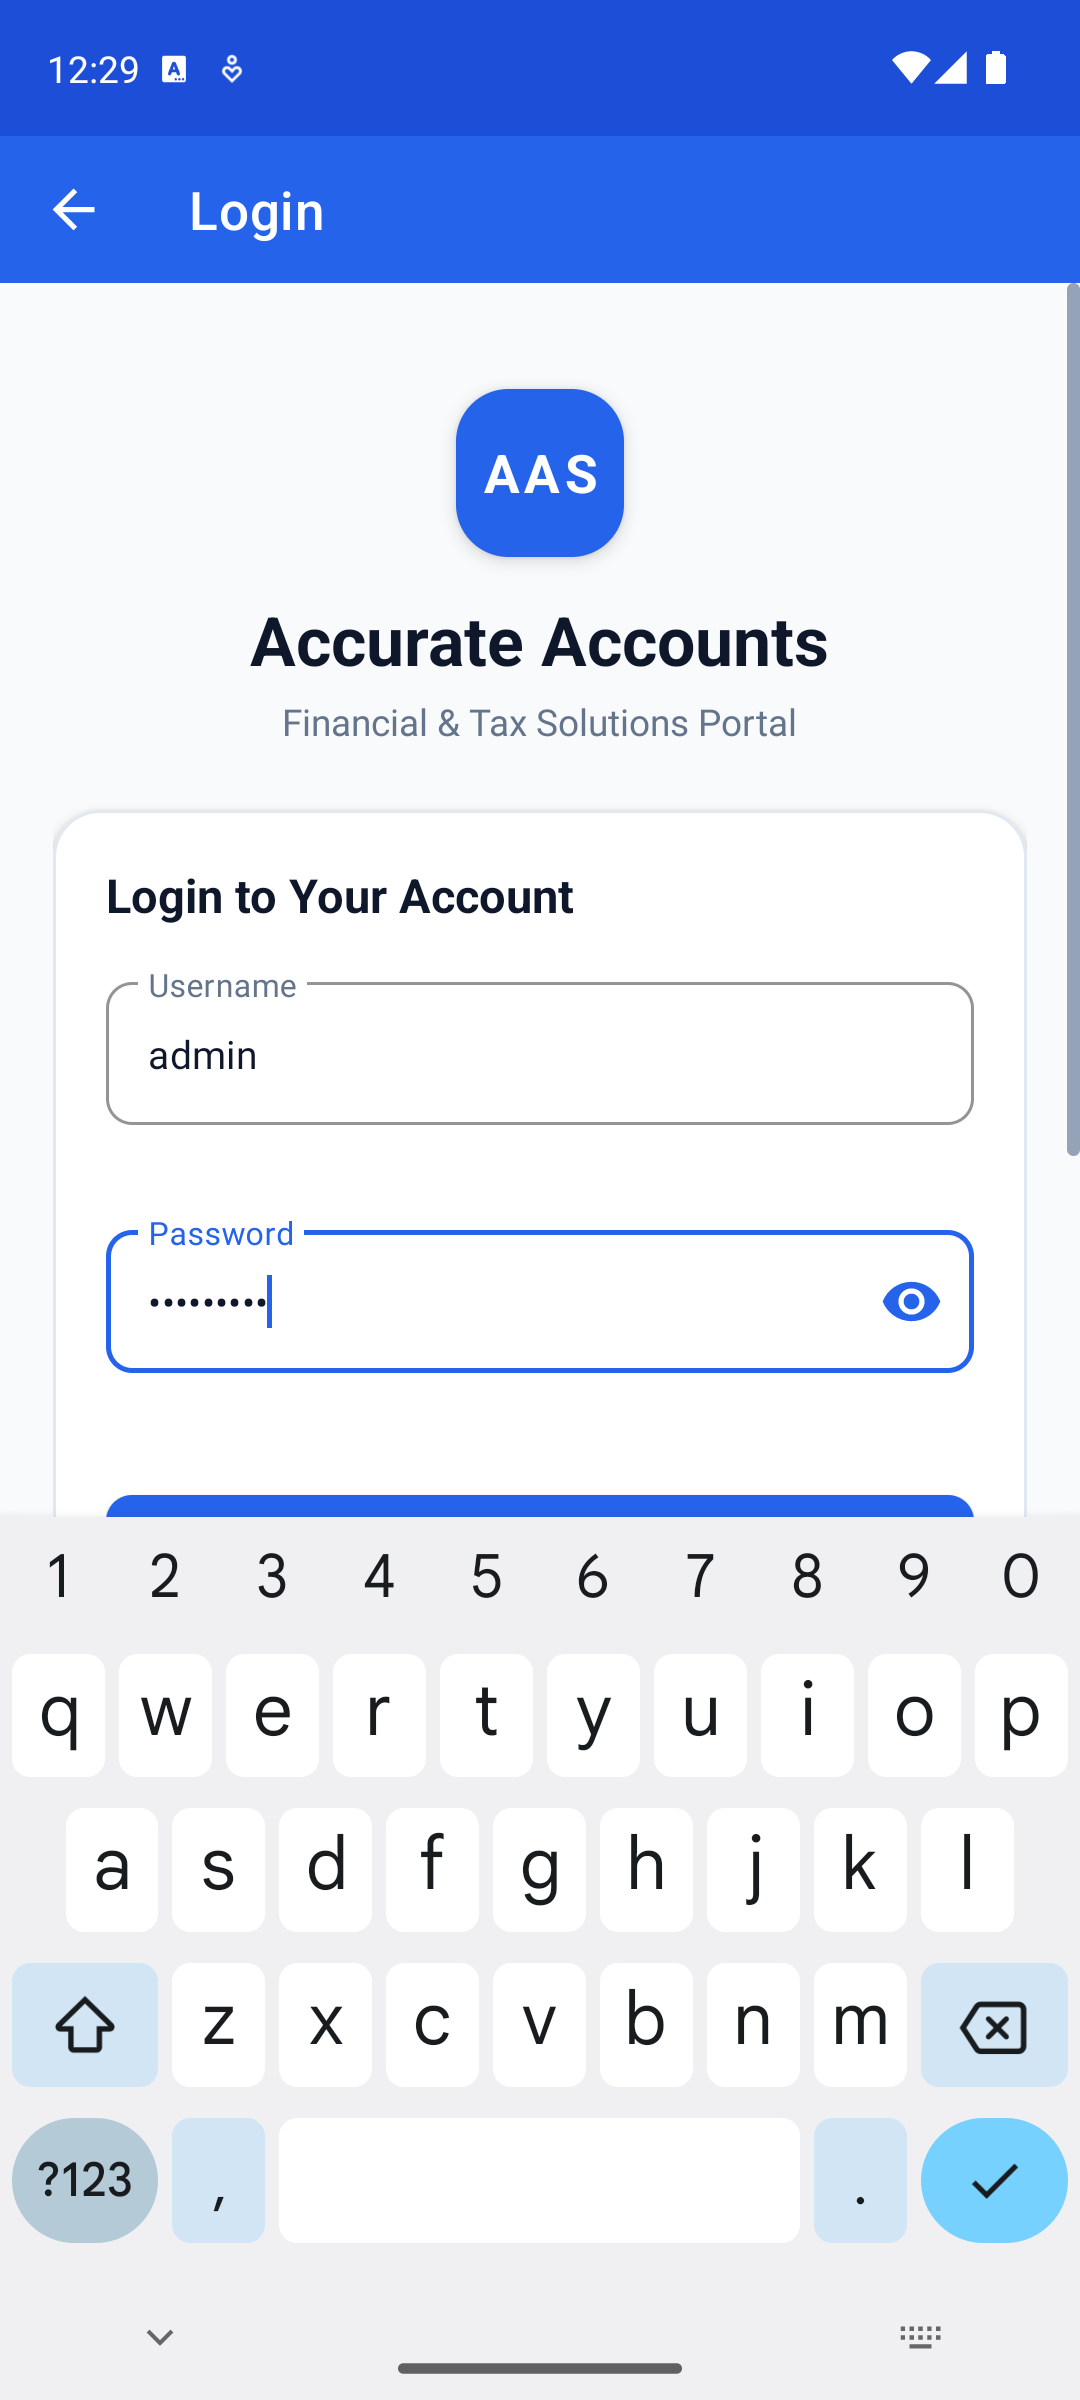 12:29
Login
AAS
Accurate Accounts
Financial & Tax Solutions Portal
Login to Your Account
Username
admin
Password
•••••••••
1 2 3 4 5 6 7 8 9 0
q w e r t y u i o p
a s d f g h j k l
z x c v b n m
?123 , .